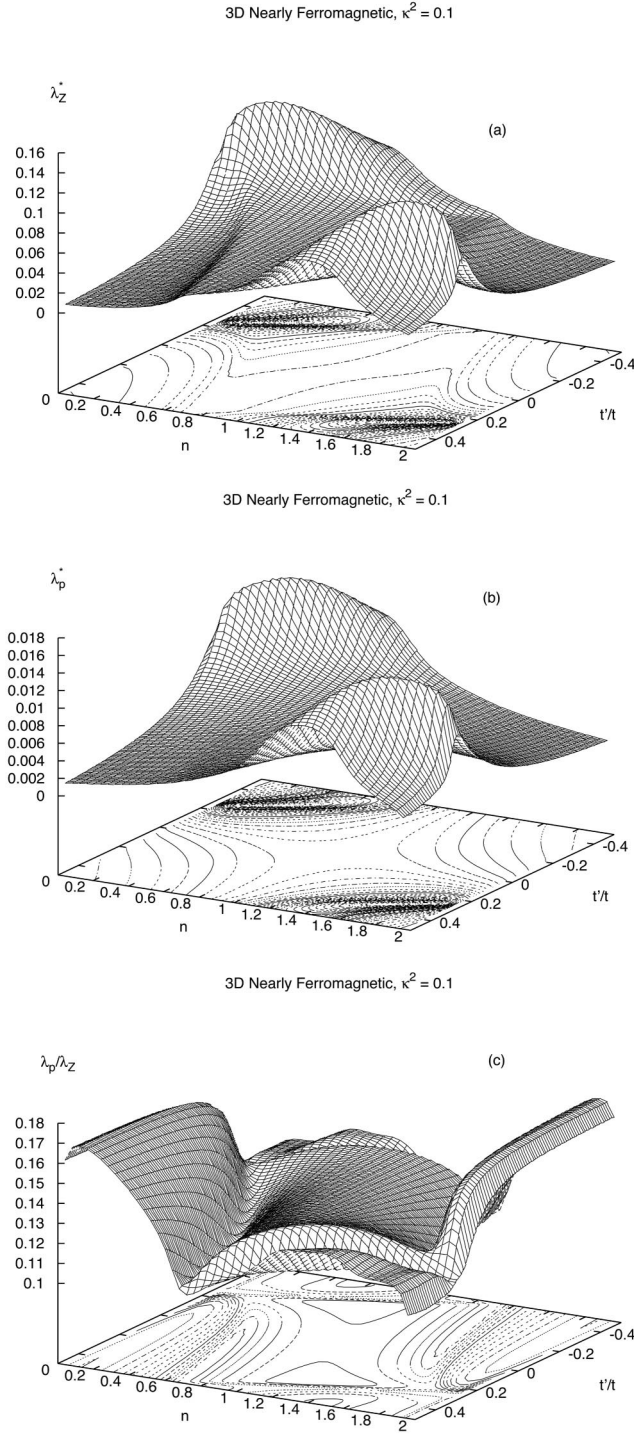 3D Nearly Ferromagnetic, κ² = 0.1
λ*Z
(a)
0.16
0.14
0.12
0.1
0.08
0.06
0.04
0.02
0
0 0.2 0.4 0.6 0.8 1 1.2 1.4 1.6 1.8 2
n
0.4 0.2 0 -0.2 -0.4
t'/t
3D Nearly Ferromagnetic, κ² = 0.1
λ*p
(b)
0.018
0.016
0.014
0.012
0.01
0.008
0.006
0.004
0.002
0
0 0.2 0.4 0.6 0.8 1 1.2 1.4 1.6 1.8 2
n
0.4 0.2 0 -0.2 -0.4
t'/t
3D Nearly Ferromagnetic, κ² = 0.1
λp/λZ
(c)
0.18
0.17
0.16
0.15
0.14
0.13
0.12
0.11
0.1
0 0.2 0.4 0.6 0.8 1 1.2 1.4 1.6 1.8 2
n
0.4 0.2 0 -0.2 -0.4
t'/t